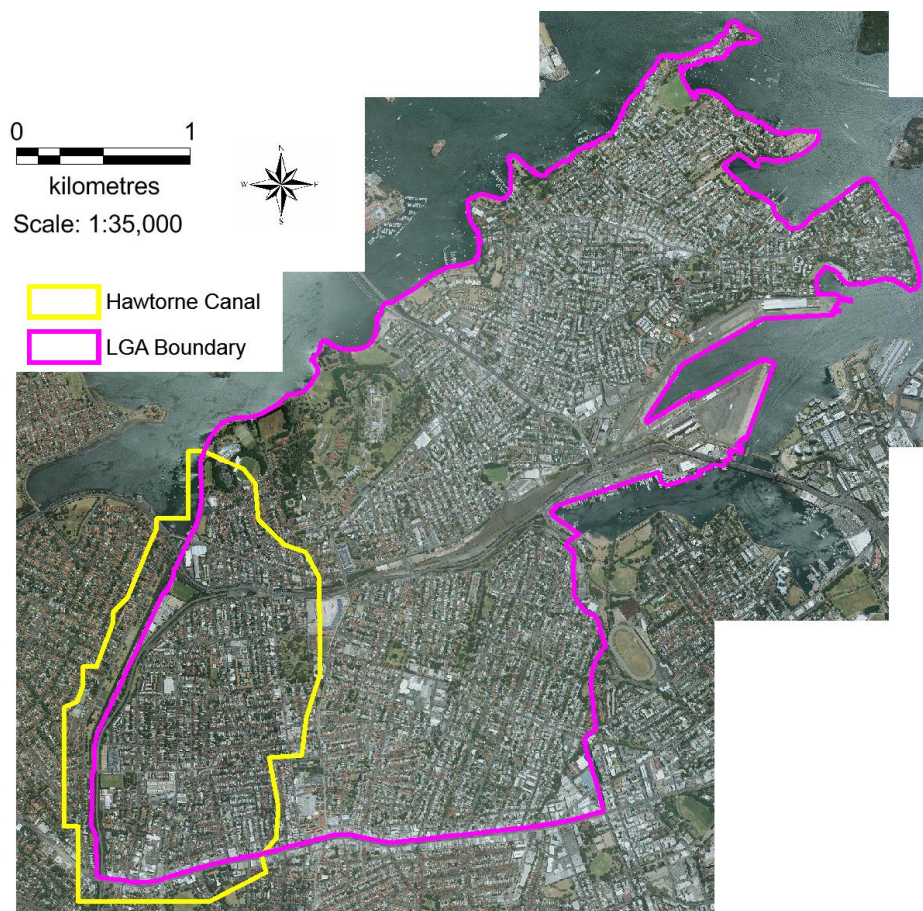 0 1
kilometres
Scale: 1:35,000
N
W E
S
Hawtorne Canal
LGA Boundary